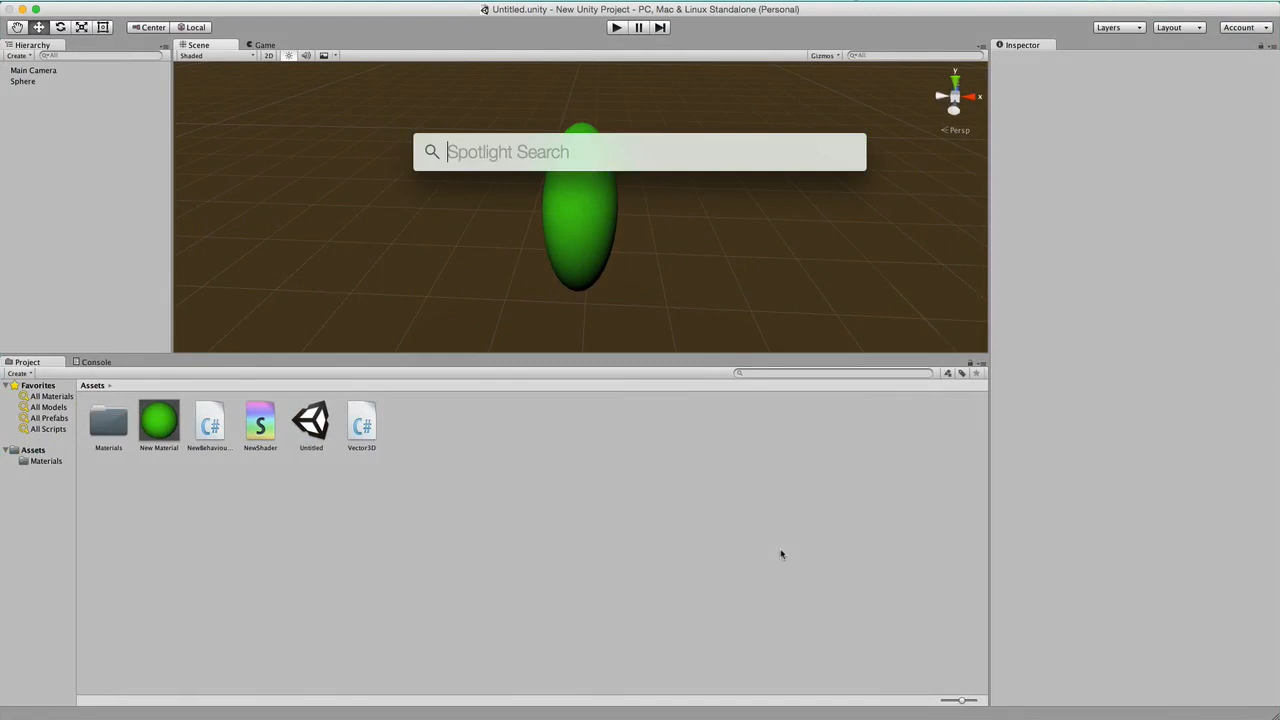 Untitled.unity - New Unity Project - PC, Mac & Linux Standalone (Personal)
Center Local Layers Layout Account
Hierarchy Scene Game Inspector
Create All Shaded 2D Gizmos All
Main Camera
Sphere
y
x
Persp
Spotlight Search
Project Console
Create
Favorites Assets
All Materials
All Models
All Prefabs
All Scripts
Assets
Materials
C# S C#
Materials New Material NewBehaviou... NewShader Untitled Vector3D